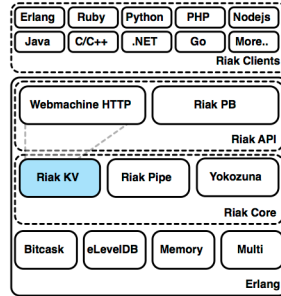 Erlang Ruby Python PHP Nodejs
Java C/C++ .NET Go More..
Riak Clients
Webmachine HTTP Riak PB
Riak API
Riak KV Riak Pipe Yokozuna
Riak Core
Bitcask eLevelDB Memory Multi
Erlang